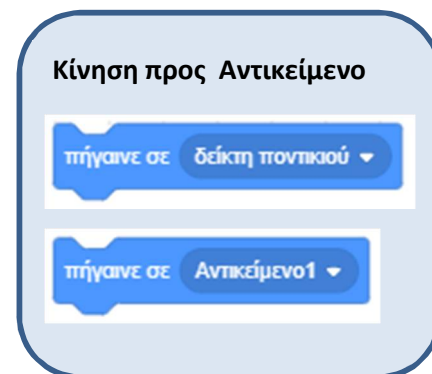 Κίνηση προς Αντικείμενο
πήγαινε σε δείκτη ποντικιού
πήγαινε σε Αντικείμενο1